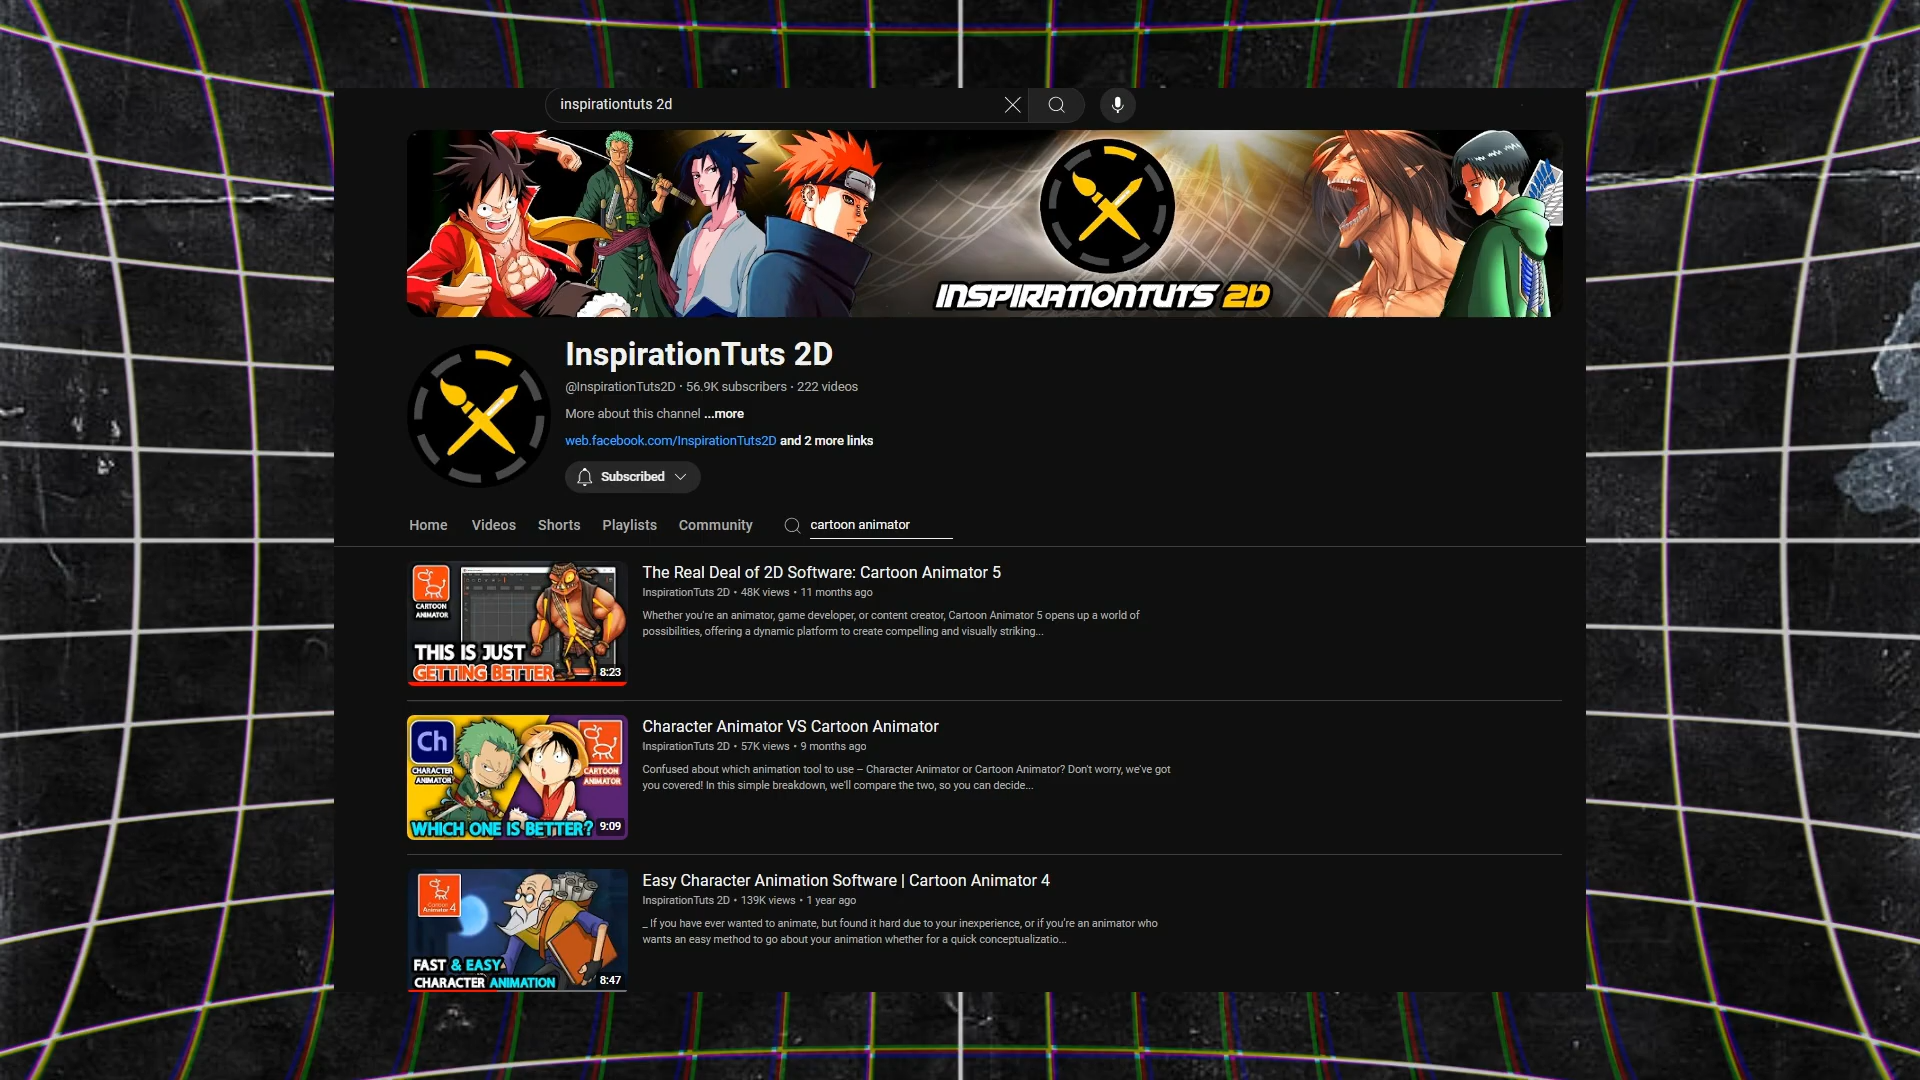 inspirationtuts 2d
INSPIRATIONTUTS 2D
InspirationTuts 2D
@InspirationTuts2D · 56.9K subscribers · 222 videos
More about this channel ...more
web.facebook.com/InspirationTuts2D and 2 more links
Subscribed
Home Videos Shorts Playlists Community cartoon animator
CARTOON
ANIMATOR
THIS IS JUST
GETTING BETTER
8:23
The Real Deal of 2D Software: Cartoon Animator 5
InspirationTuts 2D • 48K views • 11 months ago
Whether you're an animator, game developer, or content creator, Cartoon Animator 5 opens up a world of
possibilities, offering a dynamic platform to create compelling and visually striking...
Ch
CHARACTER
ANIMATOR
CARTOON
ANIMATOR
WHICH ONE IS BETTER?
9:09
Character Animator VS Cartoon Animator
InspirationTuts 2D • 57K views • 9 months ago
Confused about which animation tool to use – Character Animator or Cartoon Animator? Don't worry, we've got
you covered! In this simple breakdown, we'll compare the two, so you can decide...
Cartoon
Animator 4
FAST & EASY
CHARACTER ANIMATION
8:47
Easy Character Animation Software | Cartoon Animator 4
InspirationTuts 2D • 139K views • 1 year ago
_ If you have ever wanted to animate, but found it hard due to your inexperience, or if you're an animator who
wants an easy method to go about your animation whether for a quick conceptualizatio...